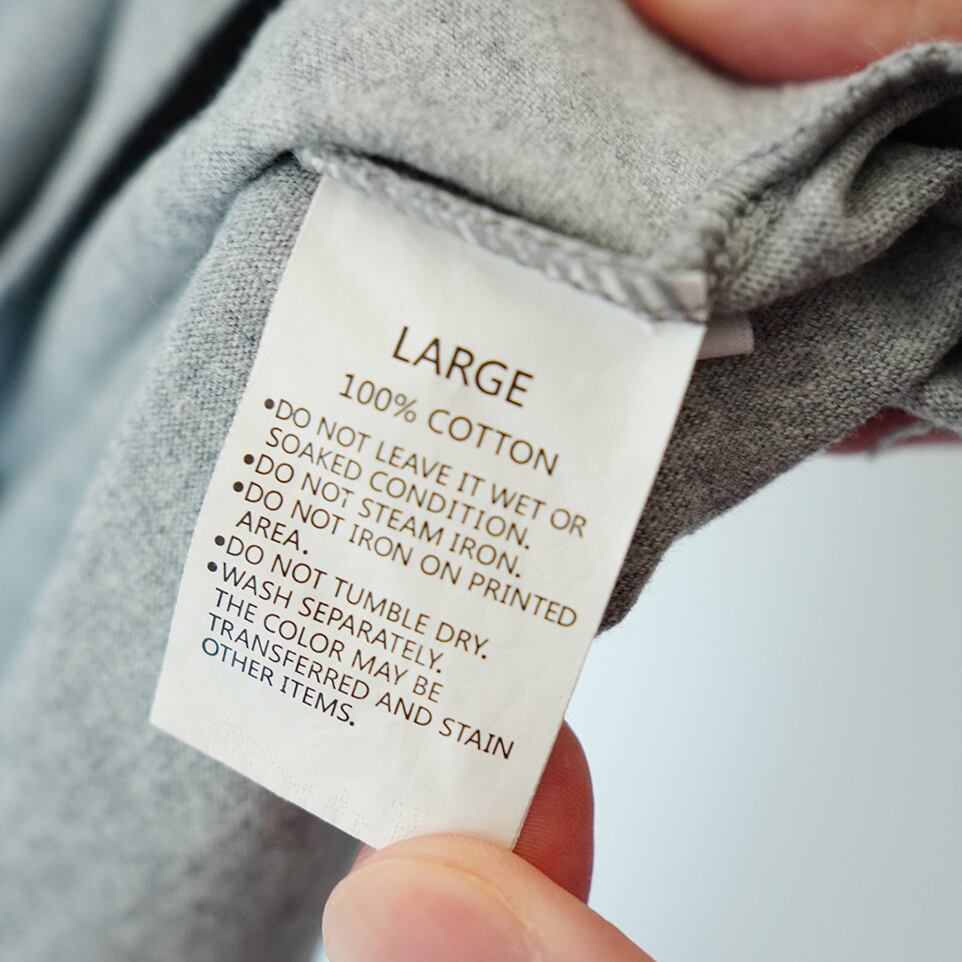 LARGE
100% COTTON
•DO NOT LEAVE IT WET OR
SOAKED CONDITION.
•DO NOT STEAM IRON.
•DO NOT IRON ON PRINTED
AREA.
•DO NOT TUMBLE DRY.
•WASH SEPARATELY.
THE COLOR MAY BE
TRANSFERRED AND STAIN
OTHER ITEMS.